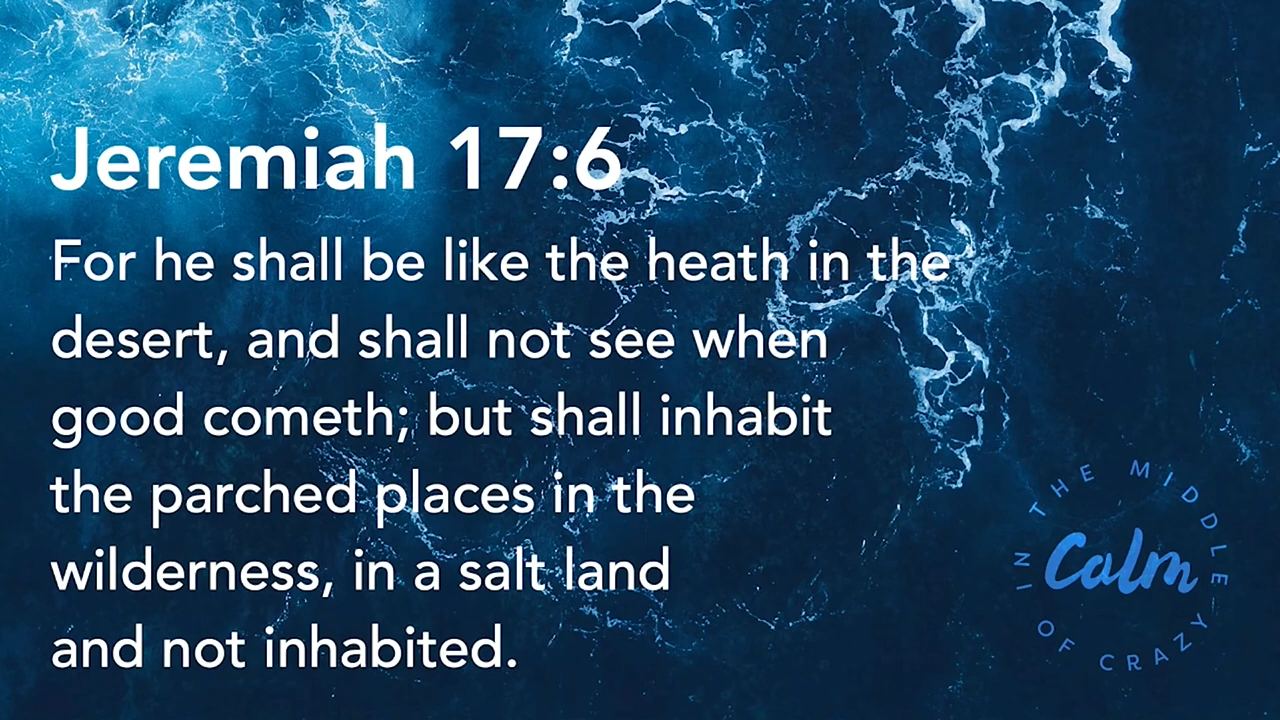 Jeremiah 17:6
For he shall be like the heath in the
desert, and shall not see when
good cometh; but shall inhabit
the parched places in the
wilderness, in a salt land
and not inhabited.
IN THE MIDDLE OF CRAZY
Calm